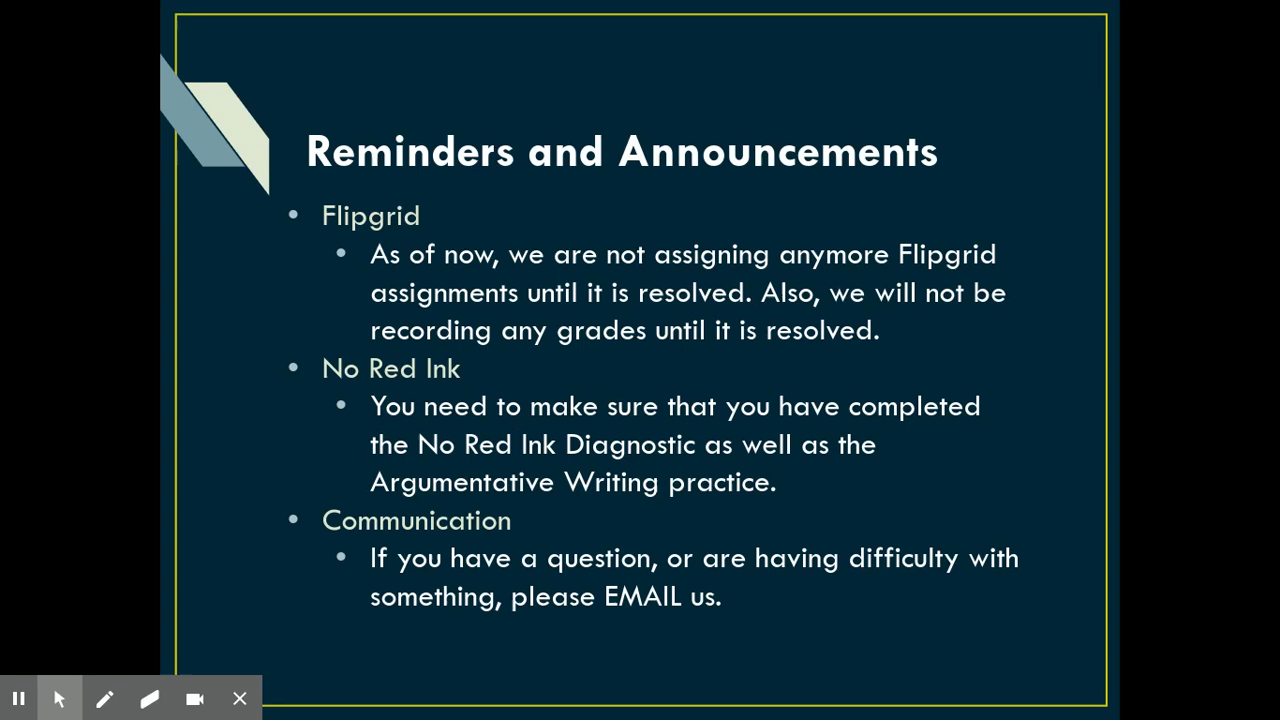 Reminders and Announcements
• Flipgrid
• As of now, we are not assigning anymore Flipgrid
assignments until it is resolved. Also, we will not be
recording any grades until it is resolved.
• No Red Ink
• You need to make sure that you have completed
the No Red Ink Diagnostic as well as the
Argumentative Writing practice.
• Communication
• If you have a question, or are having difficulty with
something, please EMAIL us.